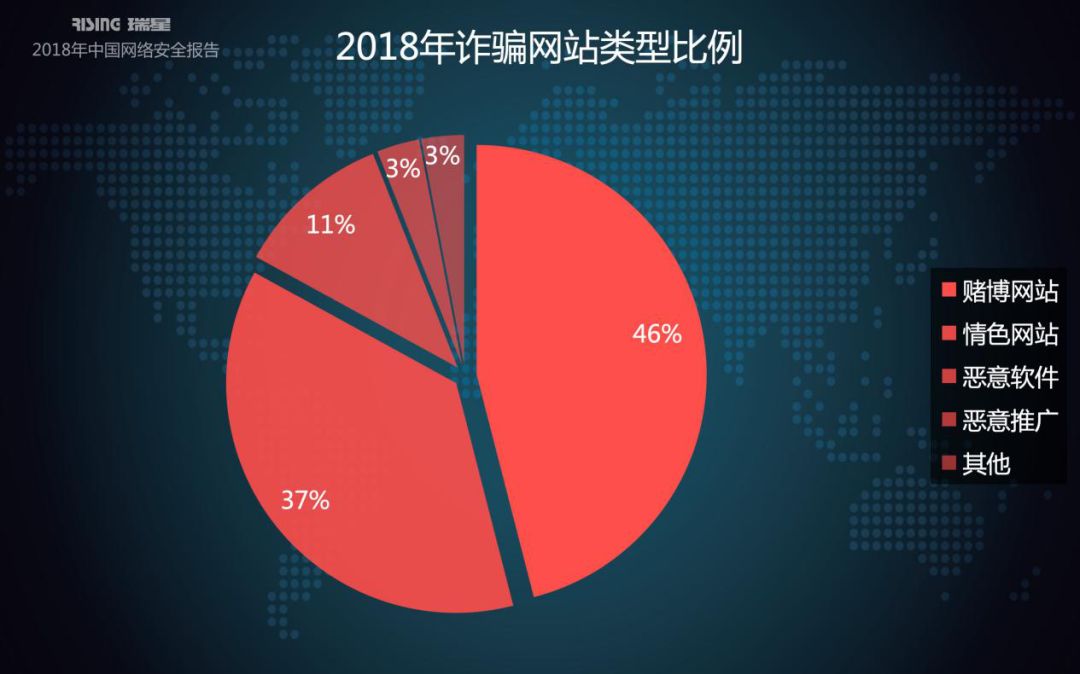 RISING 瑞星
2018年中国网络安全报告
2018年诈骗网站类型比例
3%
3%
11%
46%
37%
赌博网站
情色网站
恶意软件
恶意推广
其他